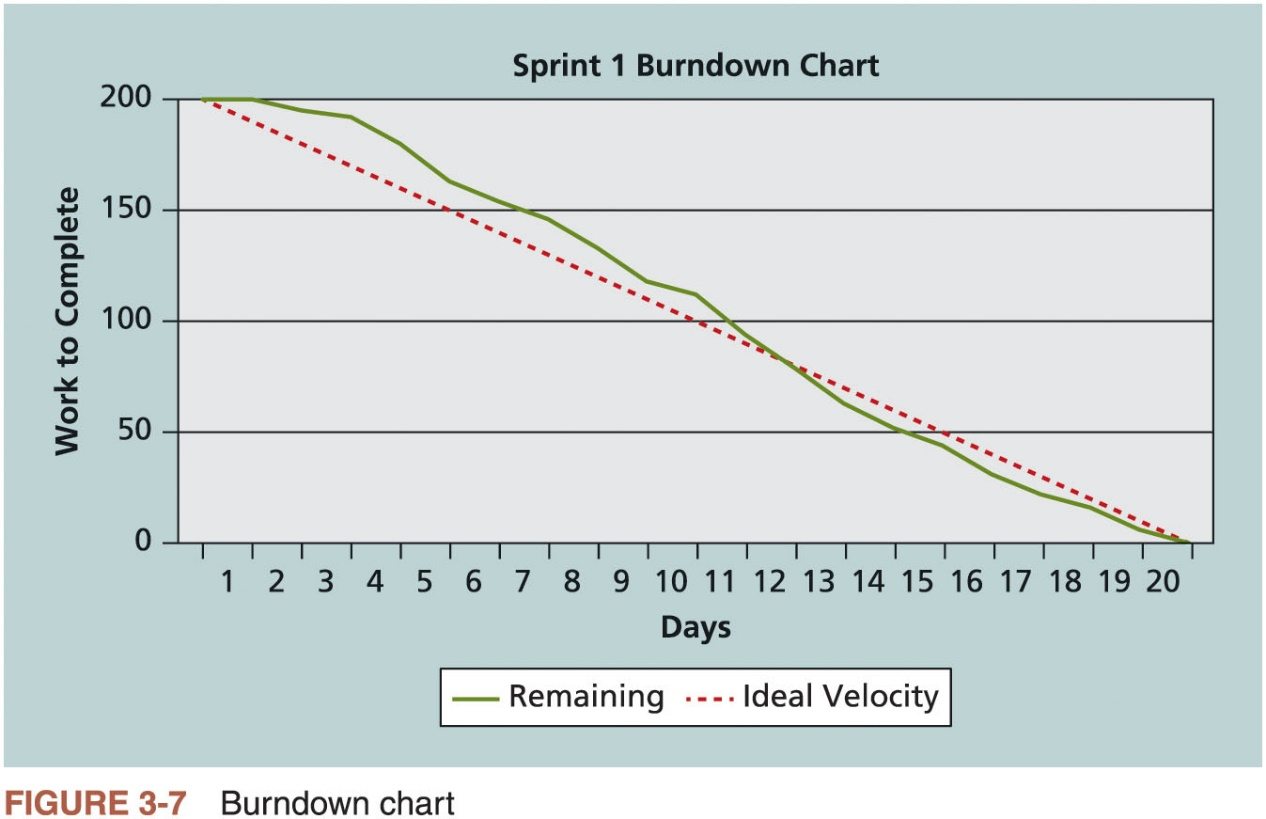 Sprint 1 Burndown Chart
200
150
100
50
0
Work to Complete
1 2 3 4 5 6 7 8 9 10 11 12 13 14 15 16 17 18 19 20
Days
Remaining Ideal Velocity
FIGURE 3-7 Burndown chart